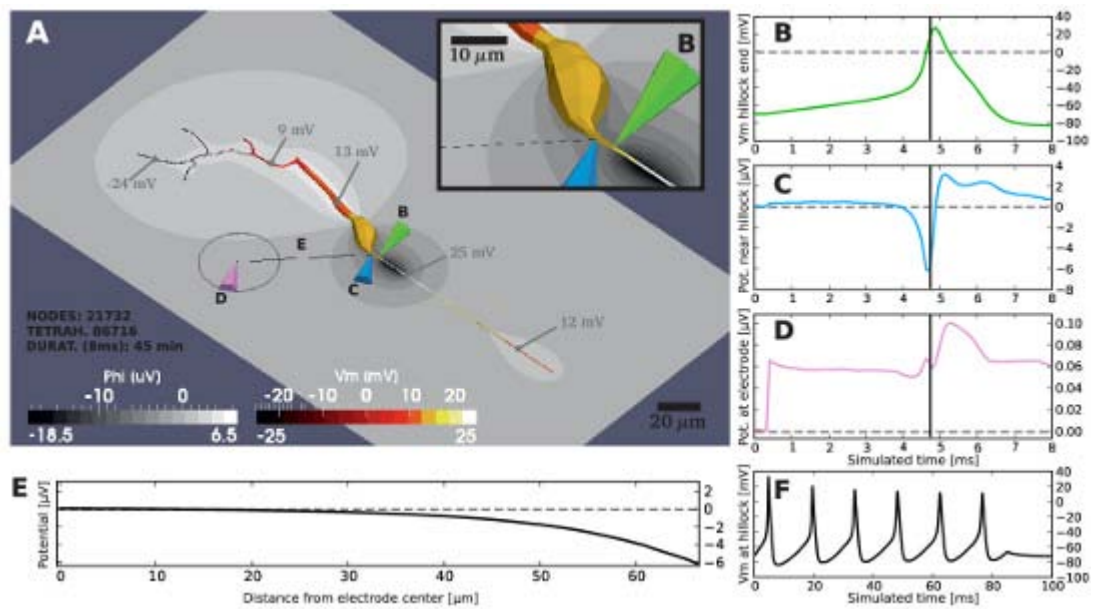 A
9 mV
-24 mV
13 mV
B
E
25 mV
D
C
12 mV
NODES: 21732
TETRAH. 86716
DURAT. (8ms): 45 min
Phi (uV)
-10 0
-18.5 6.5
Vm (mV)
-20 -10 0 10 20
-25 25
20 μm
10 μm
B
B
Vm hillock end [mV]
40
20
0
−20
−40
−60
−80
−100
0 1 2 3 4 5 6 7 8
C
Pot. near hillock [μV]
4
2
0
−2
−4
−6
−8
0 1 2 3 4 5 6 7 8
D
Pot. at electrode [μV]
0.10
0.08
0.06
0.04
0.02
0.00
0 1 2 3 4 5 6 7 8
Simulated time [ms]
E
Potential [μV]
2
0
−2
−4
−6
0 10 20 30 40 50 60
Distance from electrode center [μm]
F
Vm at hillock [mV]
40
20
0
−20
−40
−60
−80
−100
0 20 40 60 80 100
Simulated time [ms]